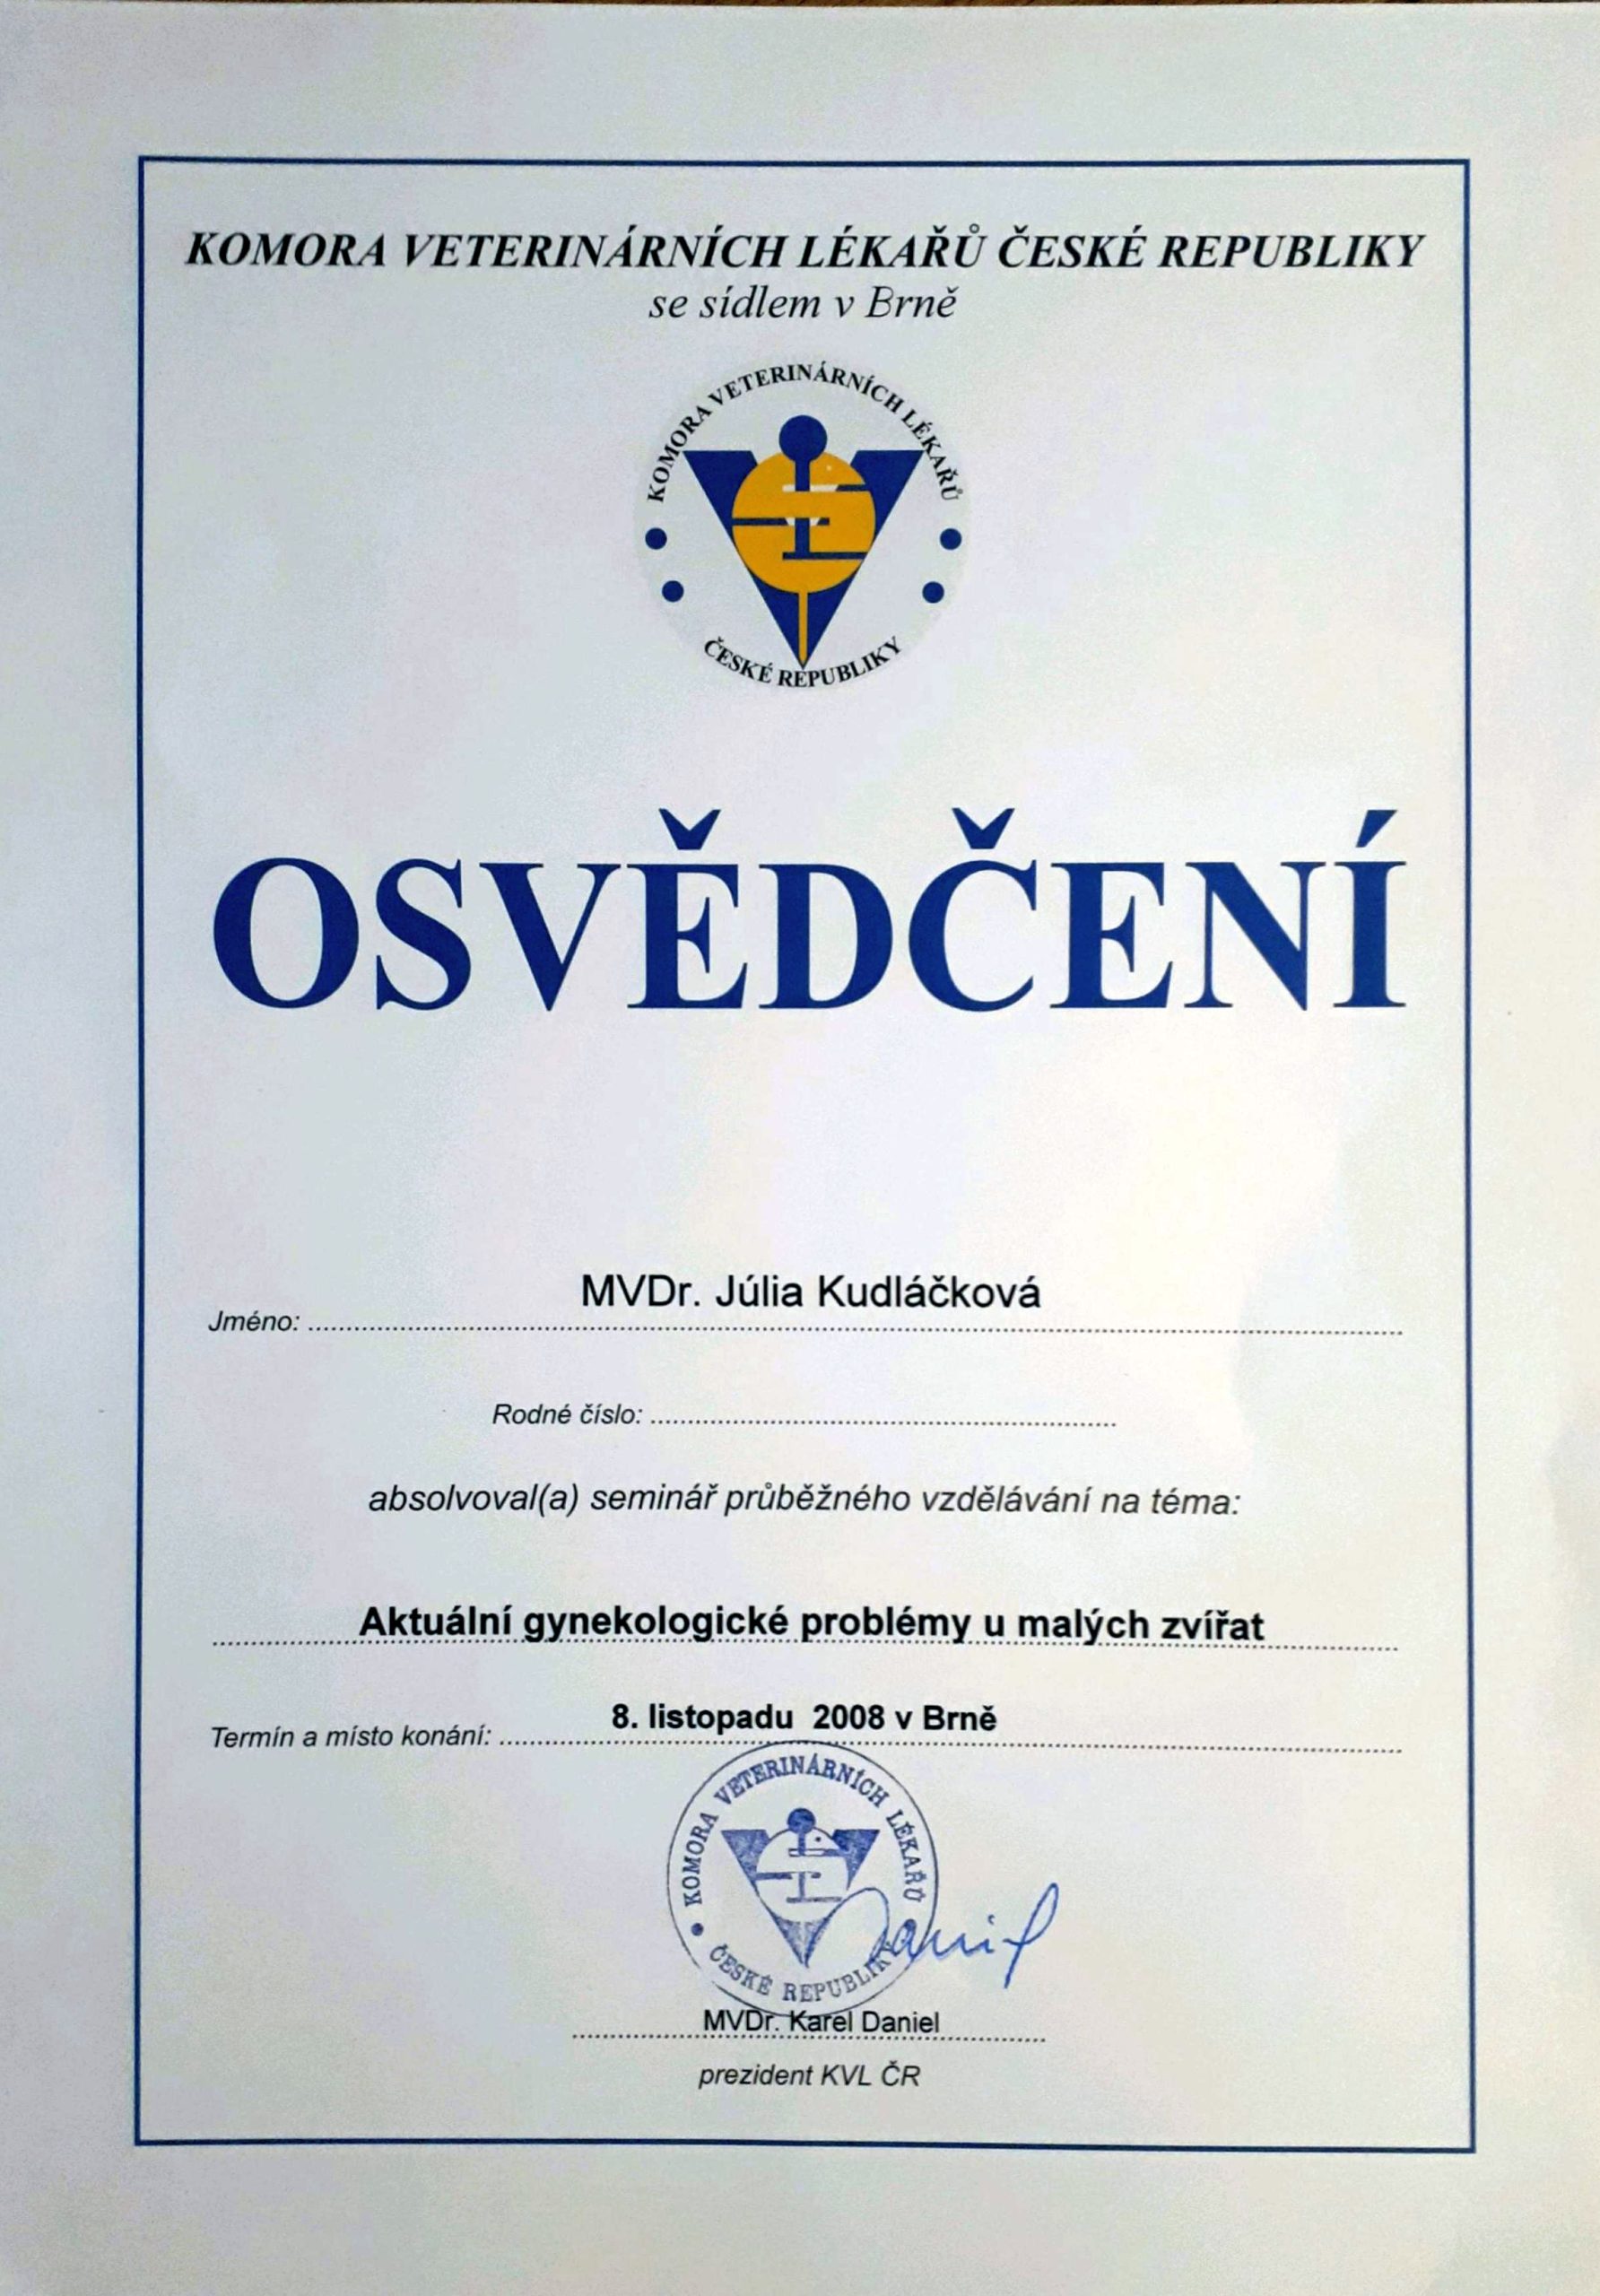 KOMORA VETERINÁRNÍCH LÉKAŘŮ ČESKÉ REPUBLIKY
se sídlem v Brně
KOMORA VETERINÁRNÍCH LÉKAŘŮ
ČESKÉ REPUBLIKY
OSVĚDČENÍ
MVDr. Júlia Kudláčková
Jméno:
Rodné číslo:
absolvoval(a) seminář průběžného vzdělávání na téma:
Aktuální gynekologické problémy u malých zvířat
8. listopadu 2008 v Brně
Termín a místo konání:
KOMORA VETERINÁRNÍCH LÉKAŘŮ
ČESKÉ REPUBLIKY
Daniel
MVDr. Karel Daniel
prezident KVL ČR